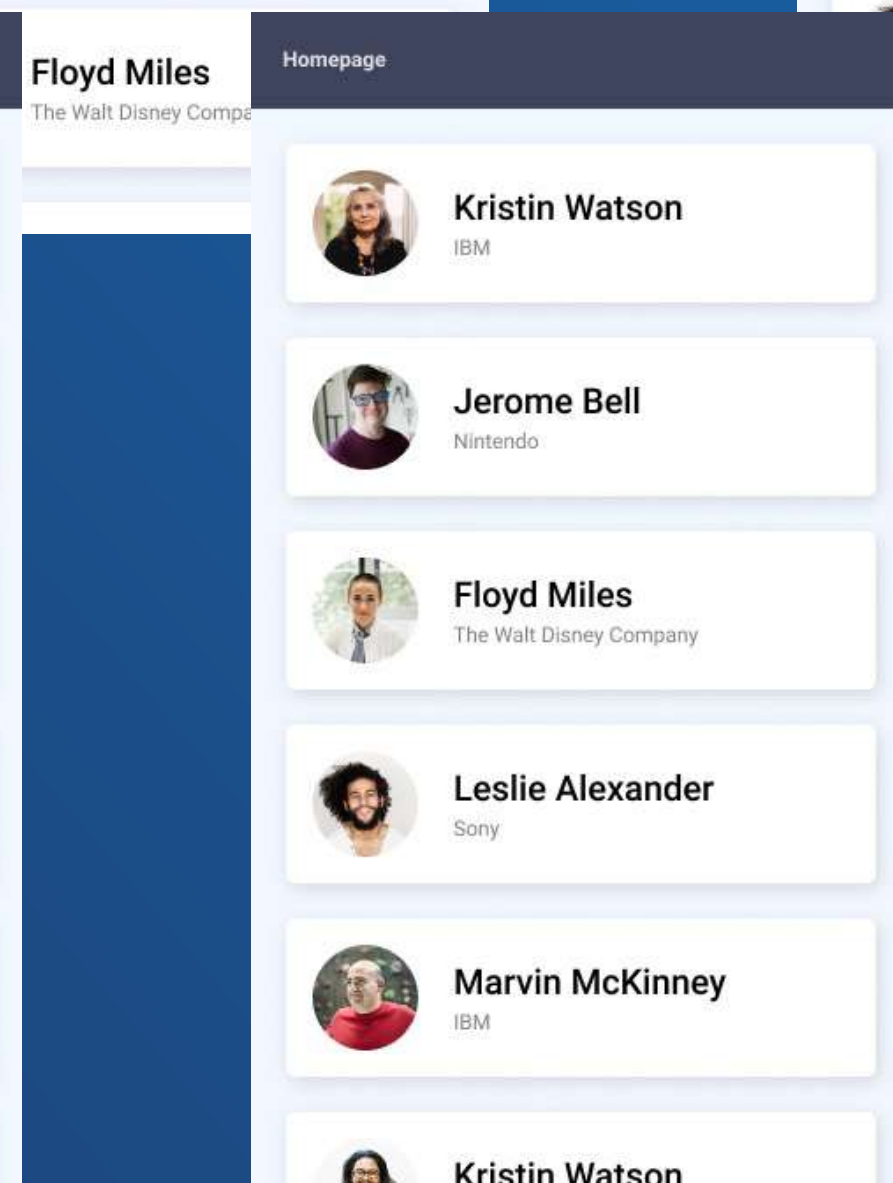 Floyd Miles
The Walt Disney Compa
Homepage
Kristin Watson
IBM
Jerome Bell
Nintendo
Floyd Miles
The Walt Disney Company
Leslie Alexander
Sony
Marvin McKinney
IBM
Kristin Watson